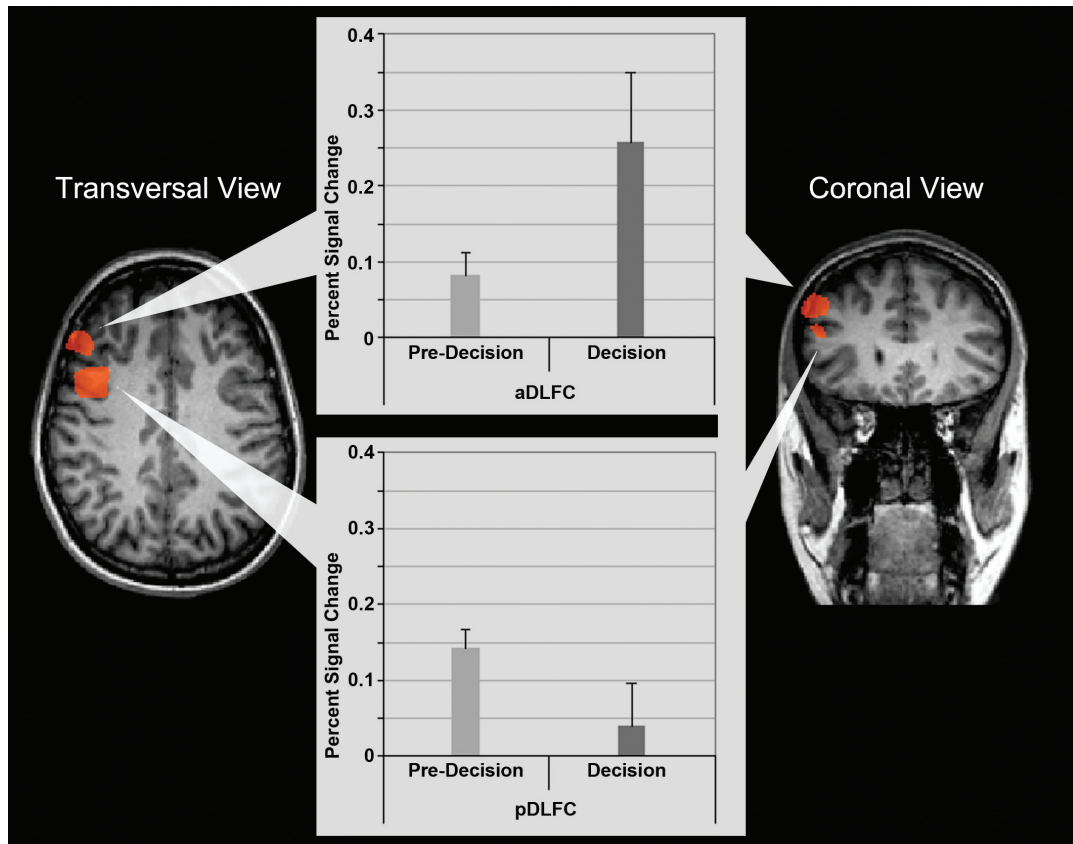 Transversal View
Coronal View
Percent Signal Change
0.4
0.3
0.2
0.1
0
Pre-Decision
Decision
aDLFC
Percent Signal Change
0.4
0.3
0.2
0.1
0
Pre-Decision
Decision
pDLFC